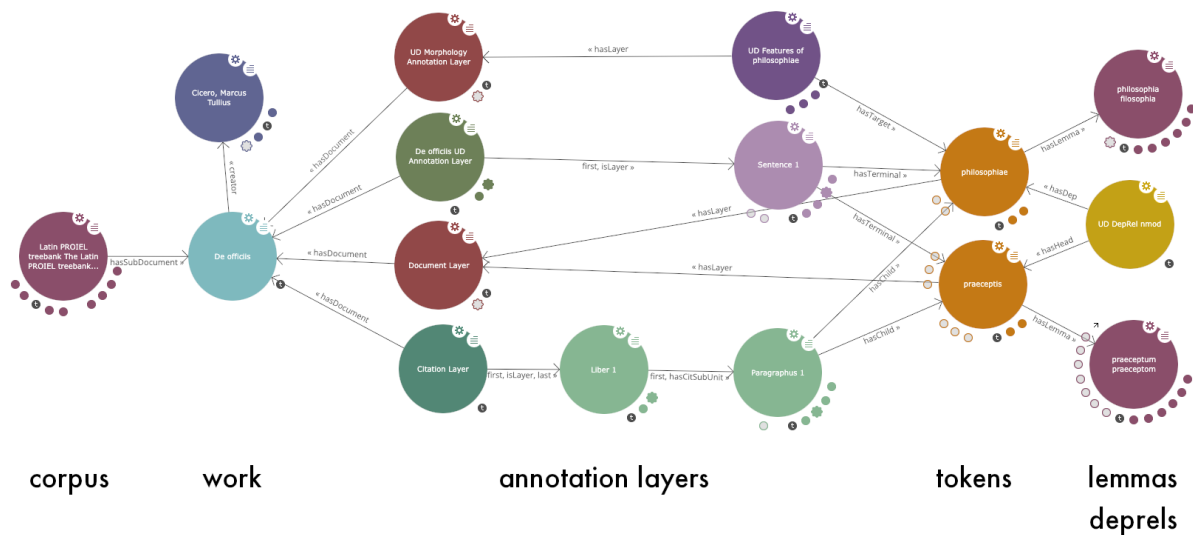 UD Morphology
Annotation Layer
« hasLayer
UD Features of
philosophiae
Cicero, Marcus
Tullius
philosophia
filosophia
« hasDocument
hasTarget »
hasLemma »
« creator
De officiis UD
Annotation Layer
first, isLayer »
Sentence 1
hasTerminal »
philosophiae
« hasDocument
« hasLayer
hasTerminal »
« hasDep
UD DepRel nmod
Latin PROIEL
treebank The Latin
PROIEL treebank...
hasSubDocument »
De officiis
« hasDocument
Document Layer
« hasLayer
« hasHead
praeceptis
hasChild »
« hasDocument
hasChild »
hasLemma »
Citation Layer
first, isLayer, last »
Liber 1
first, hasCitSubUnit »
Paragraphus 1
praeceptum
praeceptom
corpus
work
annotation layers
tokens
lemmas
deprels